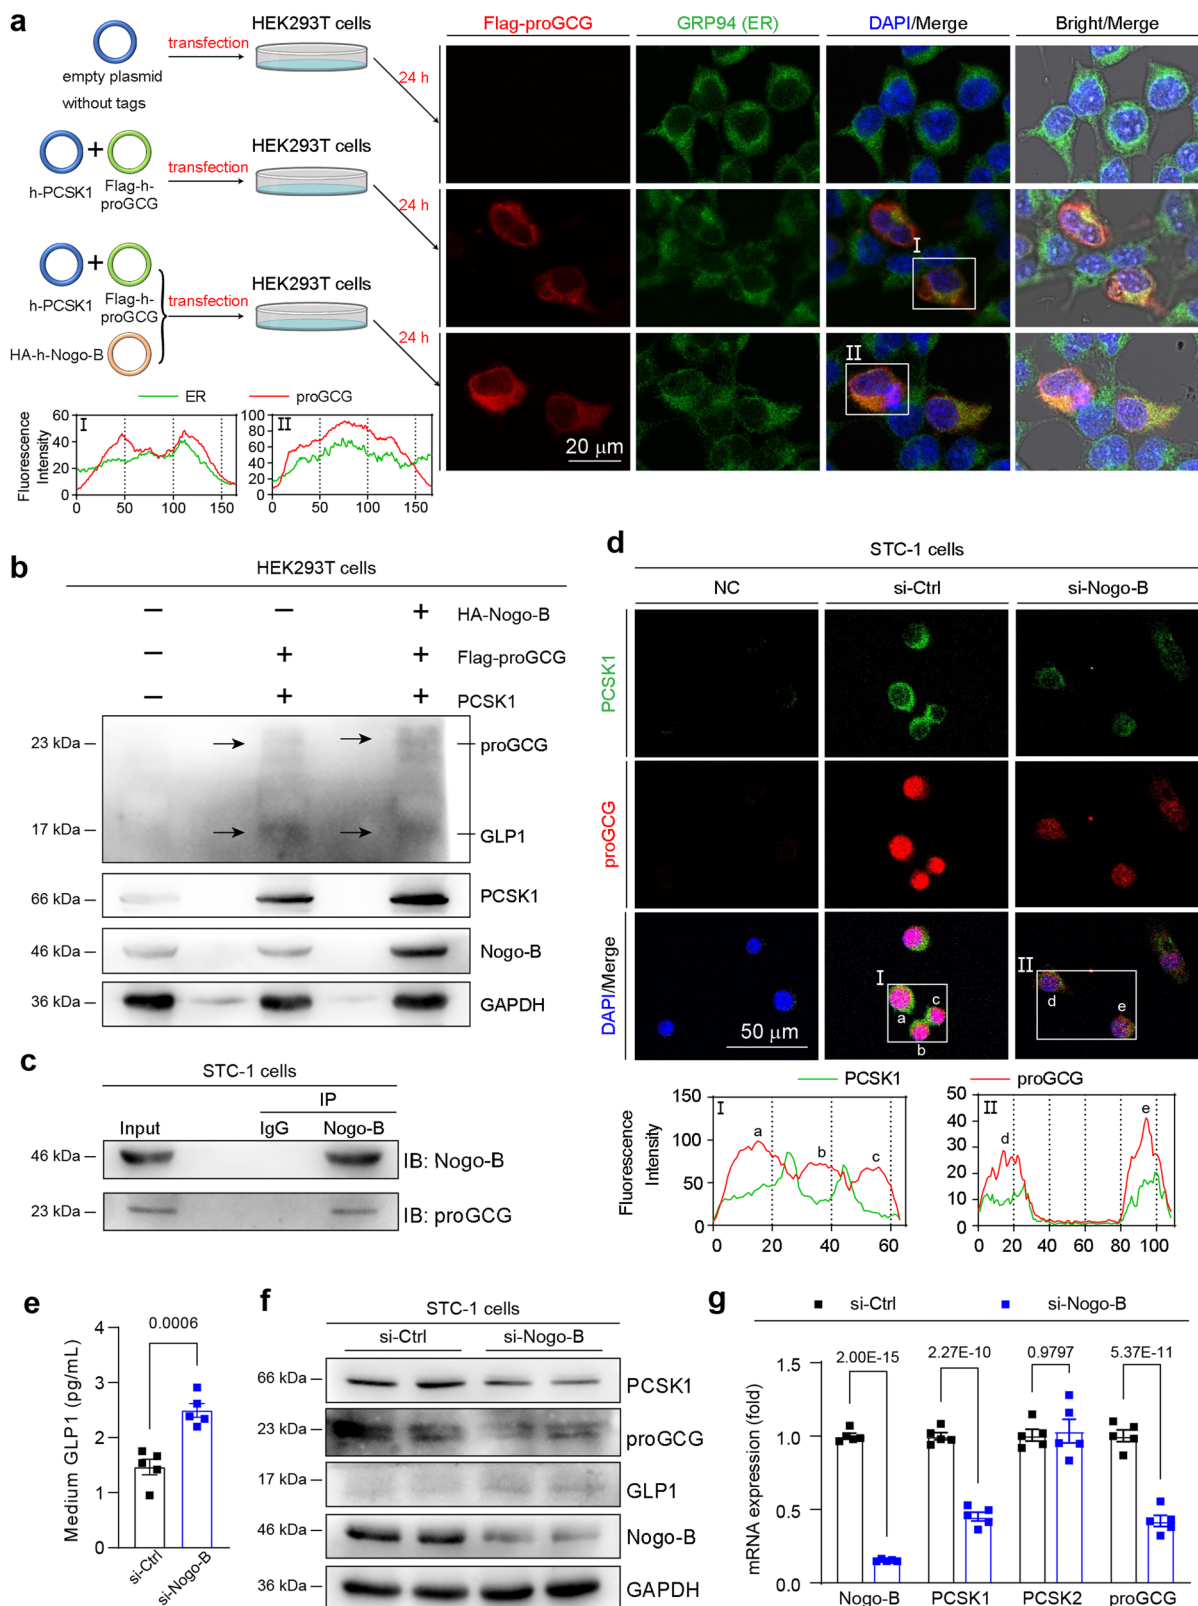 a
empty plasmid
without tags
transfection
HEK293T cells
24 h
h-PCSK1
+
Flag-h-
proGCG
transfection
HEK293T cells
24 h
h-PCSK1
+
Flag-h-
proGCG
HA-h-Nogo-B
transfection
HEK293T cells
24 h
Flag-proGCG
GRP94 (ER)
DAPI/Merge
Bright/Merge
I
II
20 μm
ER
proGCG
Fluorescence
Intensity
I
60
40
20
0
0
50
100
150
II
100
80
60
40
20
0
0
50
100
150
b
HEK293T cells
− − + HA-Nogo-B
− + + Flag-proGCG
− + + PCSK1
23 kDa
proGCG
17 kDa
GLP1
66 kDa
PCSK1
46 kDa
Nogo-B
36 kDa
GAPDH
c
STC-1 cells
IP
Input
IgG
Nogo-B
46 kDa
IB: Nogo-B
23 kDa
IB: proGCG
d
STC-1 cells
NC
si-Ctrl
si-Nogo-B
PCSK1
proGCG
DAPI/Merge
50 μm
I
a
b
c
II
d
e
PCSK1
proGCG
Fluorescence
Intensity
I
a
b
c
150
100
50
0
0
20
40
60
II
d
e
50
40
30
20
10
0
0
20
40
60
80
100
e
Medium GLP1 (pg/mL)
0.0006
4
3
2
1
0
si-Ctrl
si-Nogo-B
f
STC-1 cells
si-Ctrl
si-Nogo-B
66 kDa
PCSK1
23 kDa
proGCG
17 kDa
GLP1
46 kDa
Nogo-B
36 kDa
GAPDH
g
si-Ctrl
si-Nogo-B
mRNA expression (fold)
1.5
1.0
0.5
0.0
2.00E-15
2.27E-10
0.9797
5.37E-11
Nogo-B
PCSK1
PCSK2
proGCG